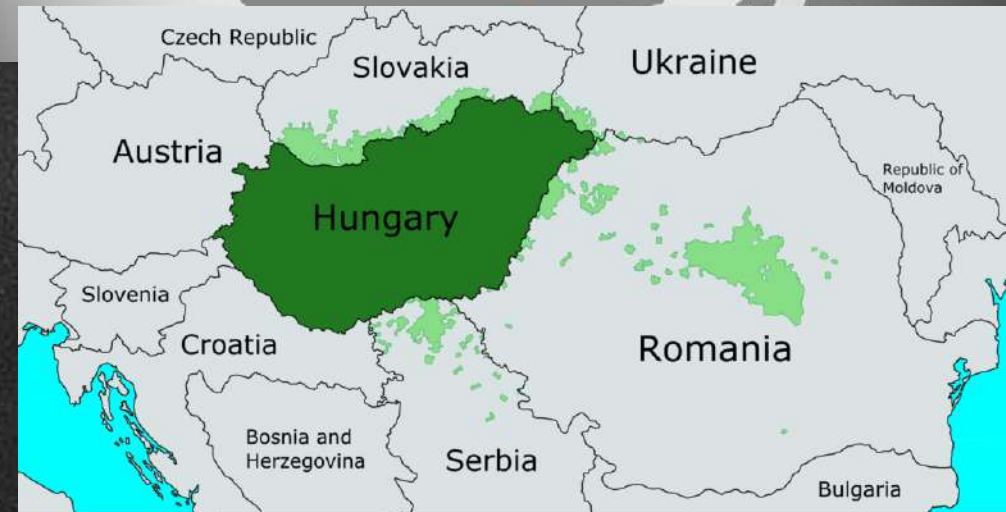 Czech Republic
Slovakia
Ukraine
Austria
Republic of
Moldova
Hungary
Slovenia
Croatia
Romania
Bosnia and
Herzegovina
Serbia
Bulgaria